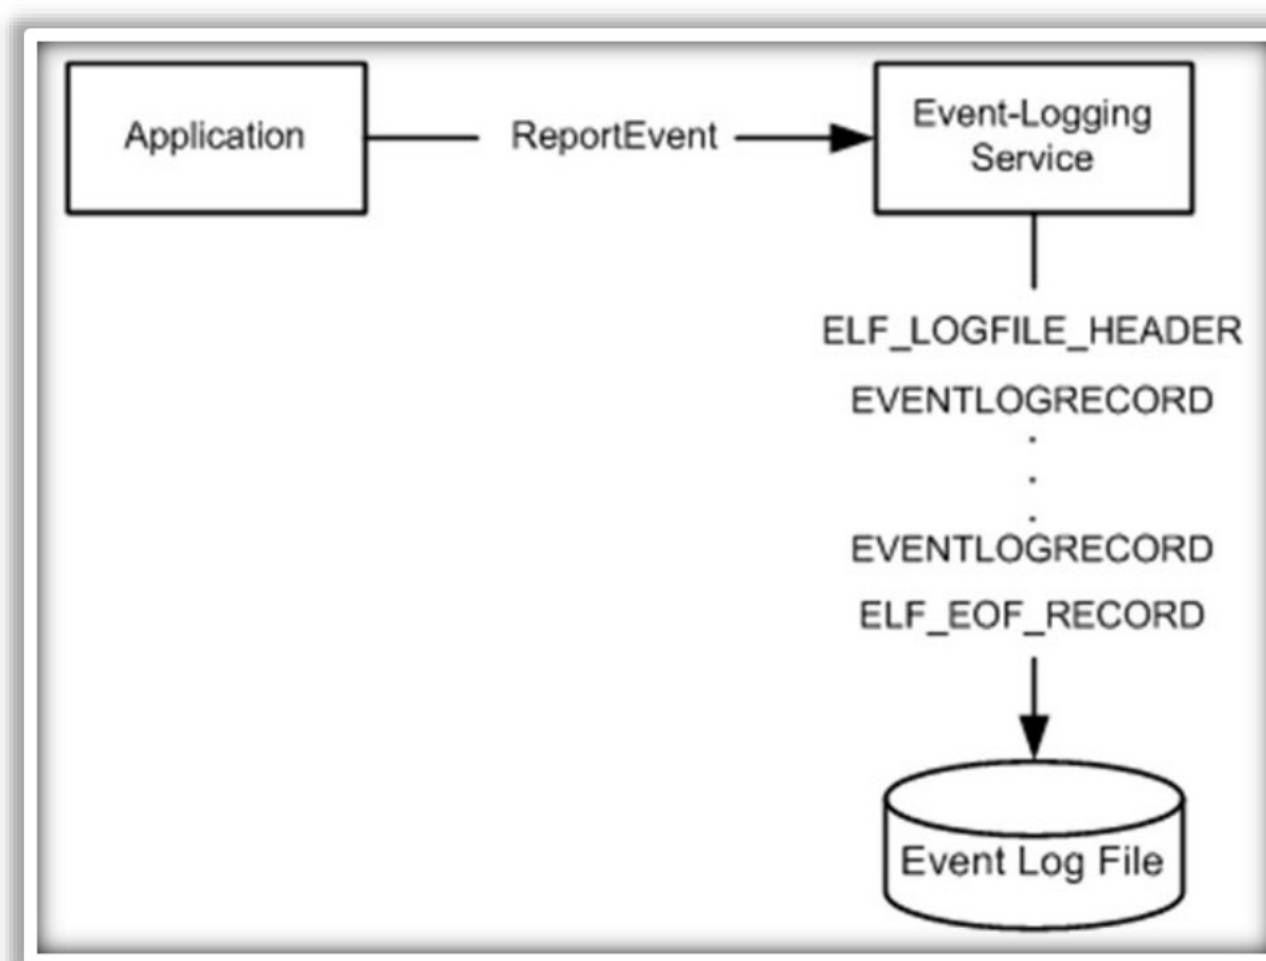 Application
ReportEvent
Event-Logging
Service
ELF_LOGFILE_HEADER
EVENTLOGRECORD
.
.
.
EVENTLOGRECORD
ELF_EOF_RECORD
Event Log File